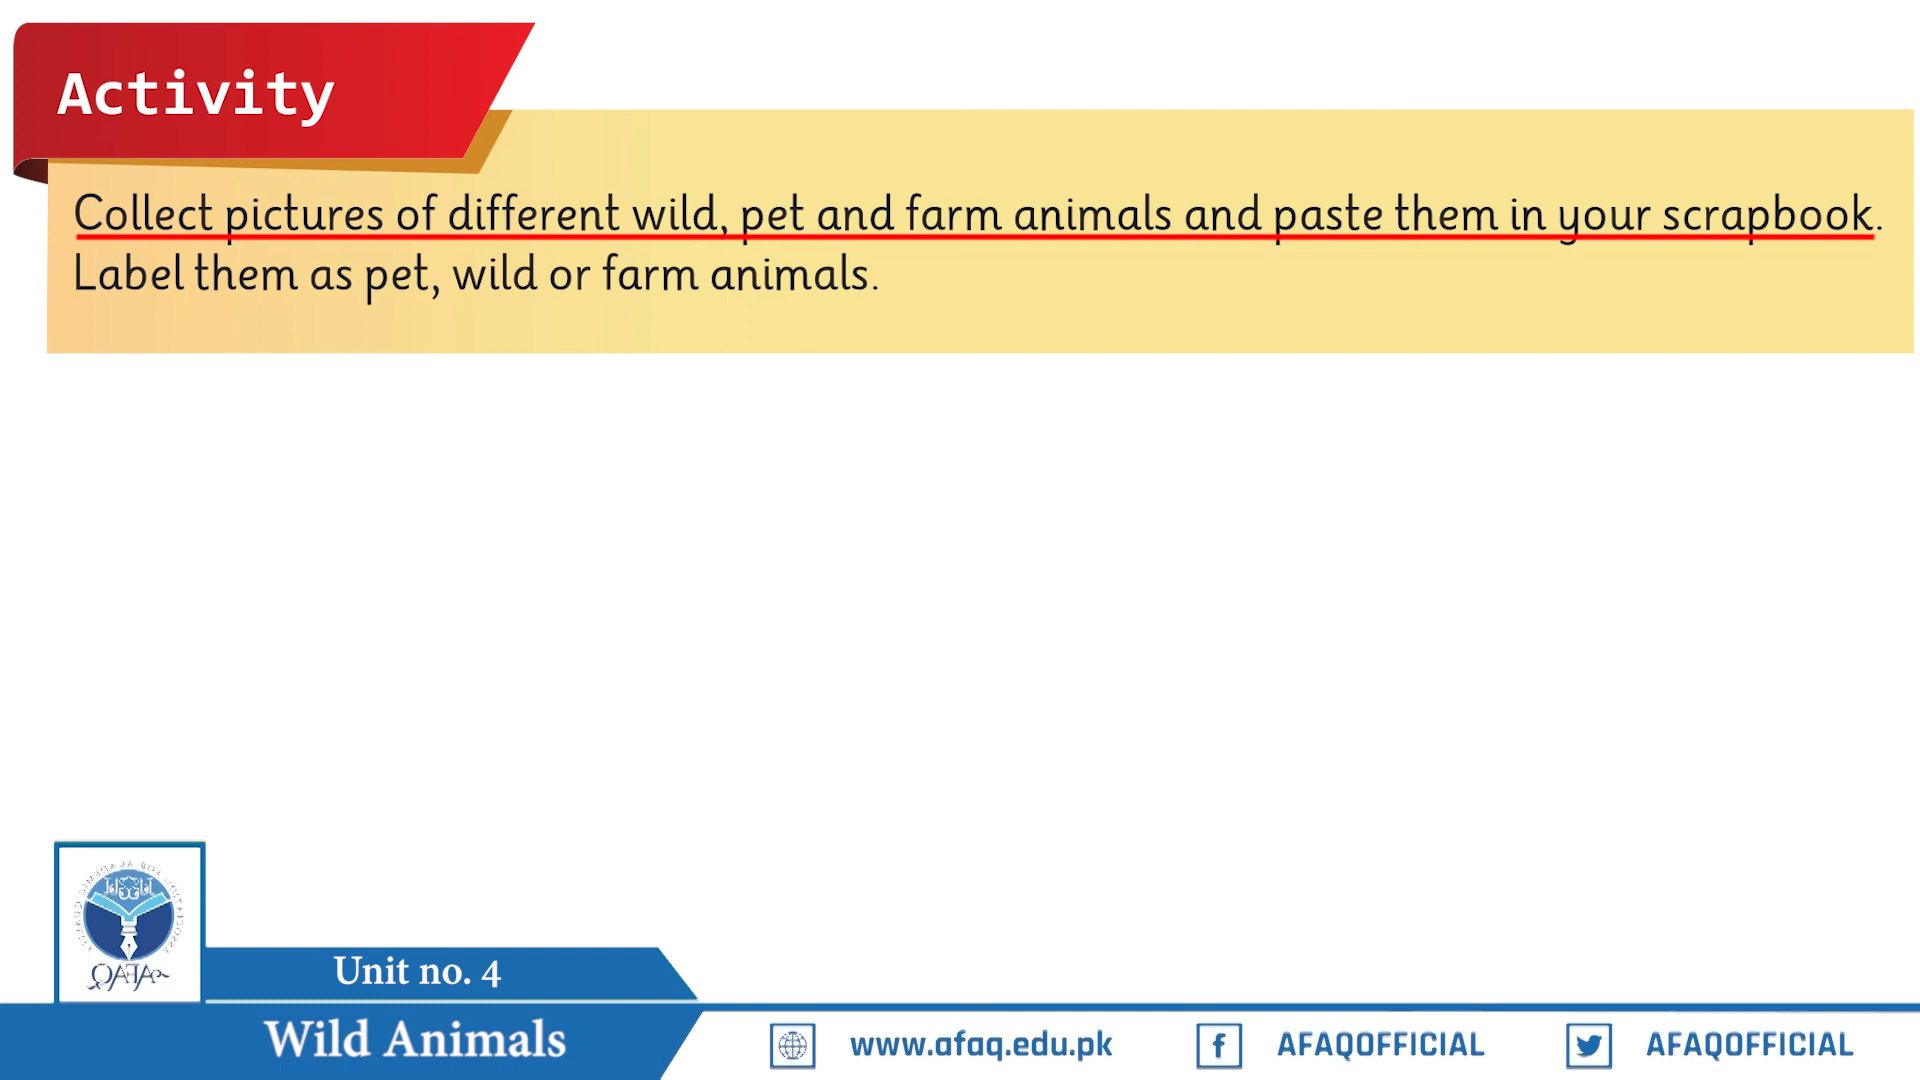 Activity
Collect pictures of different wild, pet and farm animals and paste them in your scrapbook.
Label them as pet, wild or farm animals.
Unit no. 4
Wild Animals
www.afaq.edu.pk
AFAQOFFICIAL
AFAQOFFICIAL